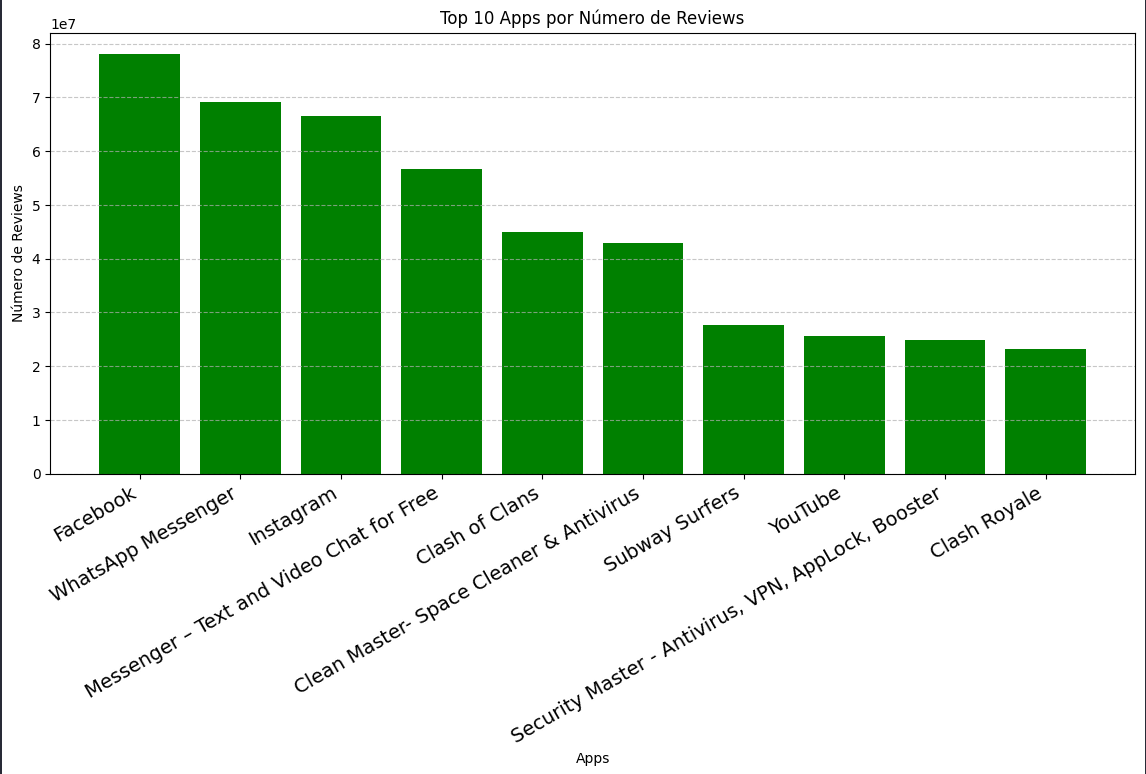 Top 10 Apps por Número de Reviews
1e7
8
7
6
5
4
3
2
1
0
Número de Reviews
Facebook
WhatsApp Messenger
Instagram
Messenger – Text and Video Chat for Free
Clash of Clans
Clean Master- Space Cleaner & Antivirus
Subway Surfers
YouTube
Security Master - Antivirus, VPN, AppLock, Booster
Clash Royale
Apps